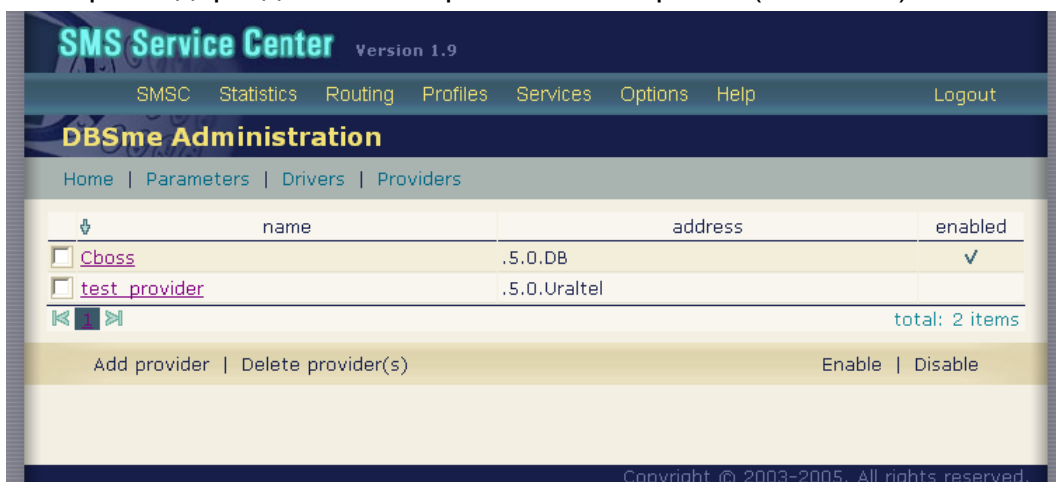 SMS Service Center Version 1.9
SMSC Statistics Routing Profiles Services Options Help Logout
DBSme Administration
Home | Parameters | Drivers | Providers
name address enabled
Cboss .5.0.DB
test_provider .5.0.Uraltel
1 total: 2 items
Add provider | Delete provider(s) Enable | Disable
Copyright © 2003-2005. All rights reserved.